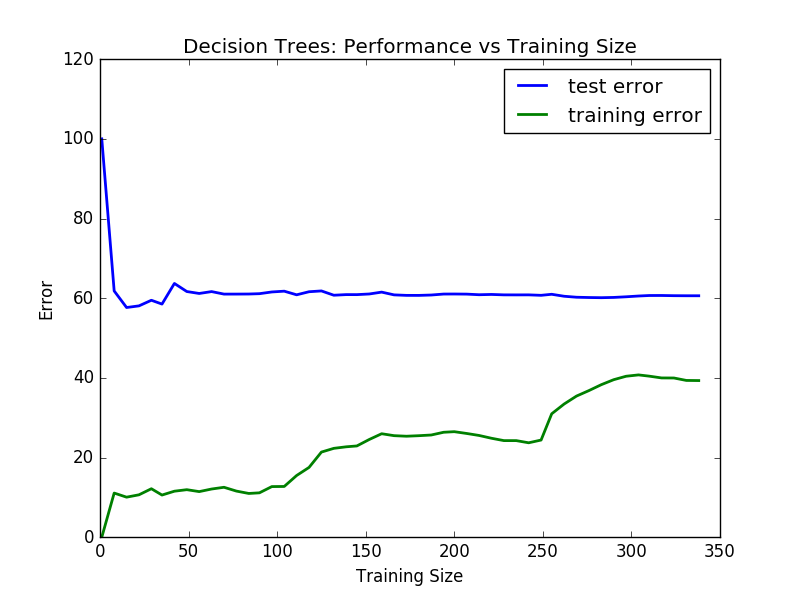 Decision Trees: Performance vs Training Size
test error
training error
120
100
80
60
40
20
0
Error
0 50 100 150 200 250 300 350
Training Size